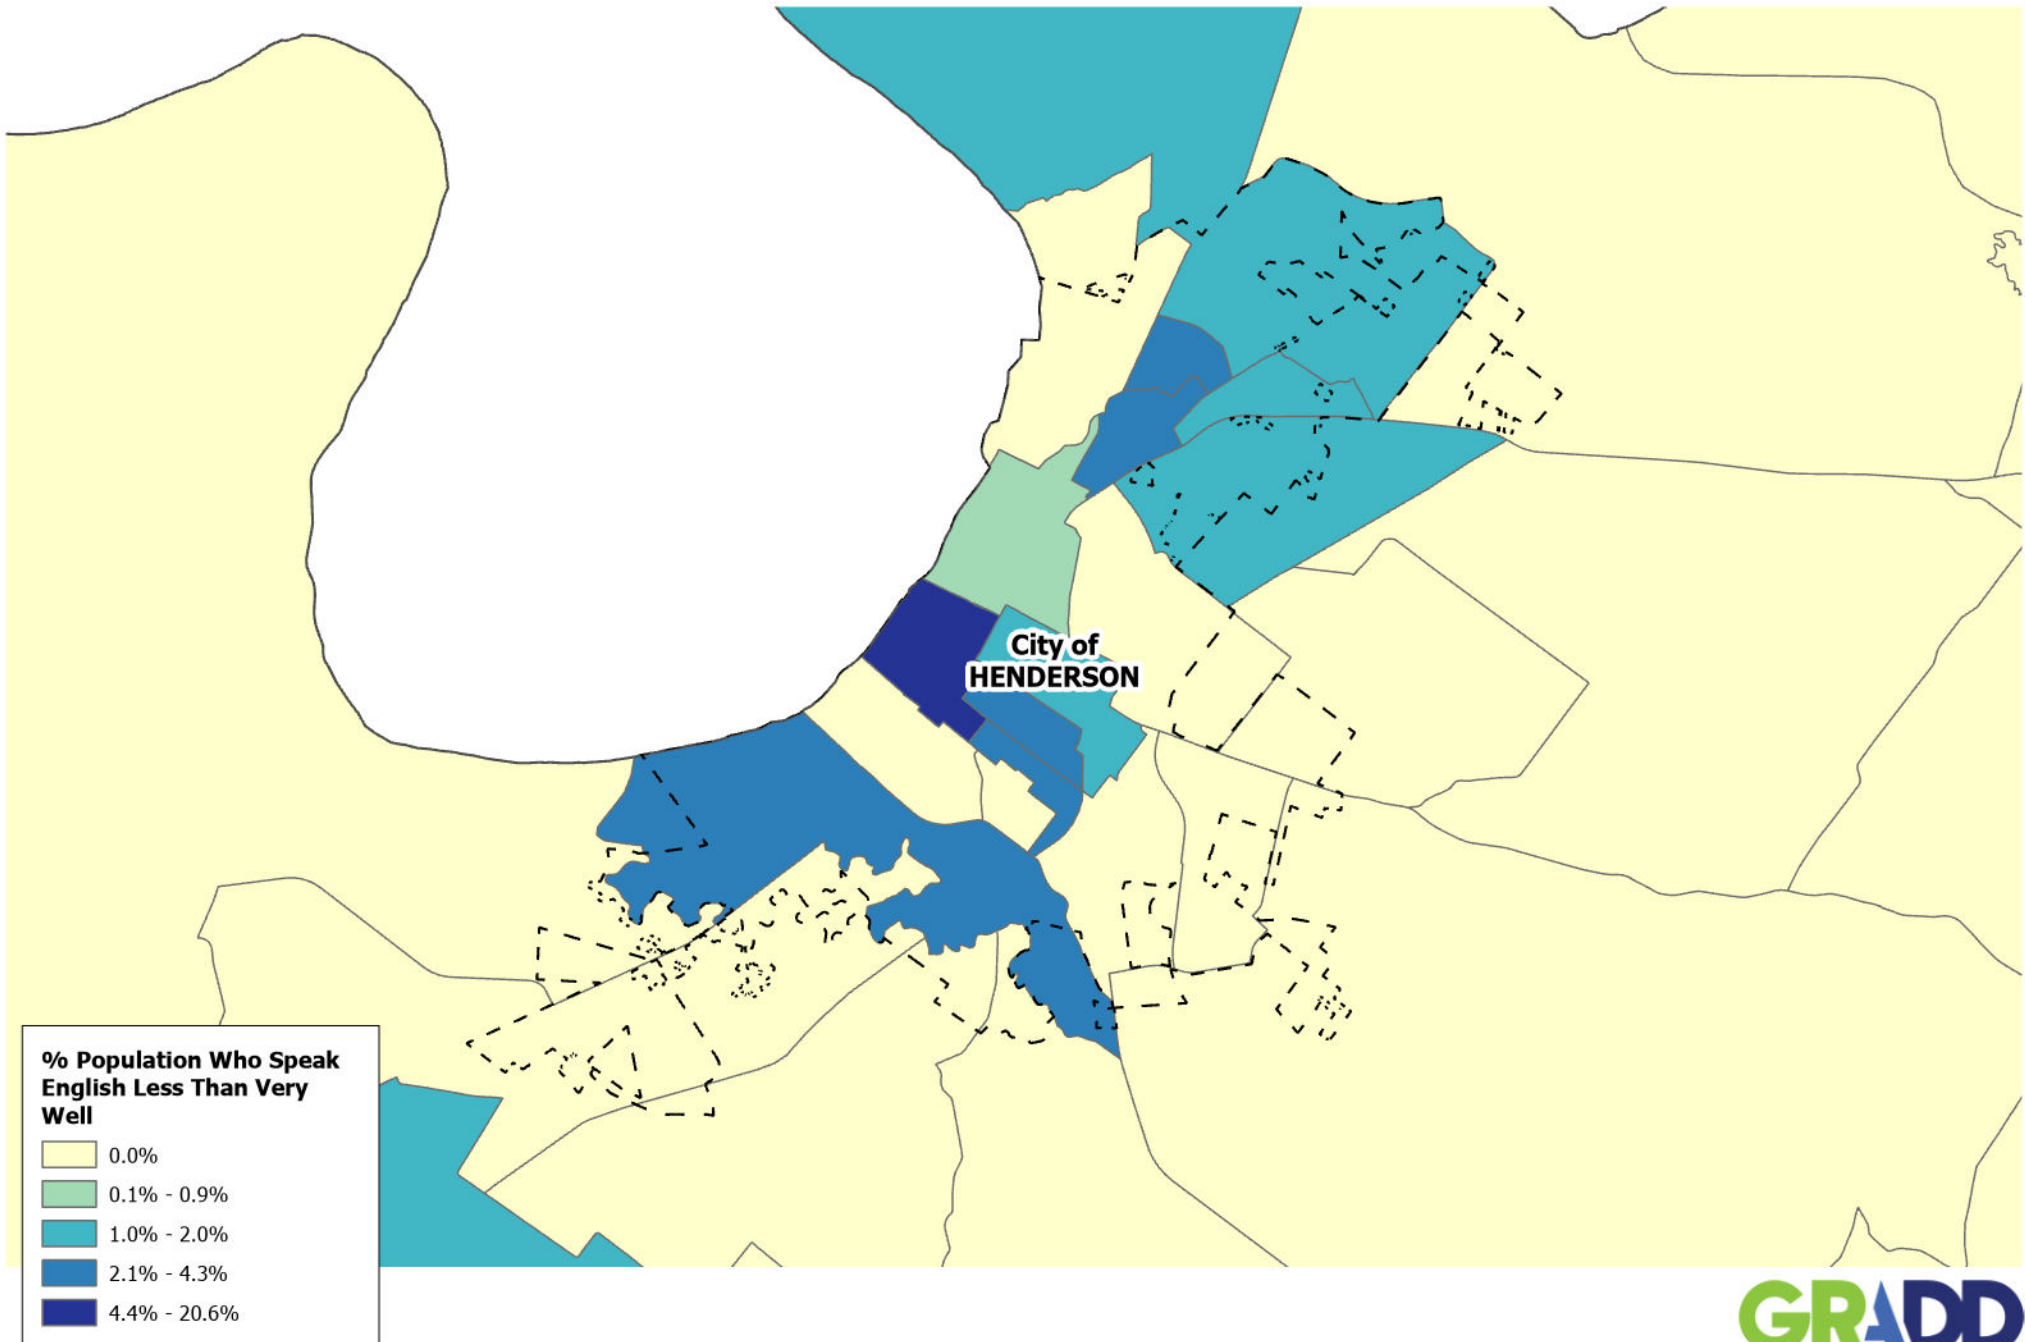 City of
HENDERSON
% Population Who Speak
English Less Than Very
Well
0.0%
0.1% - 0.9%
1.0% - 2.0%
2.1% - 4.3%
4.4% - 20.6%
GRADD